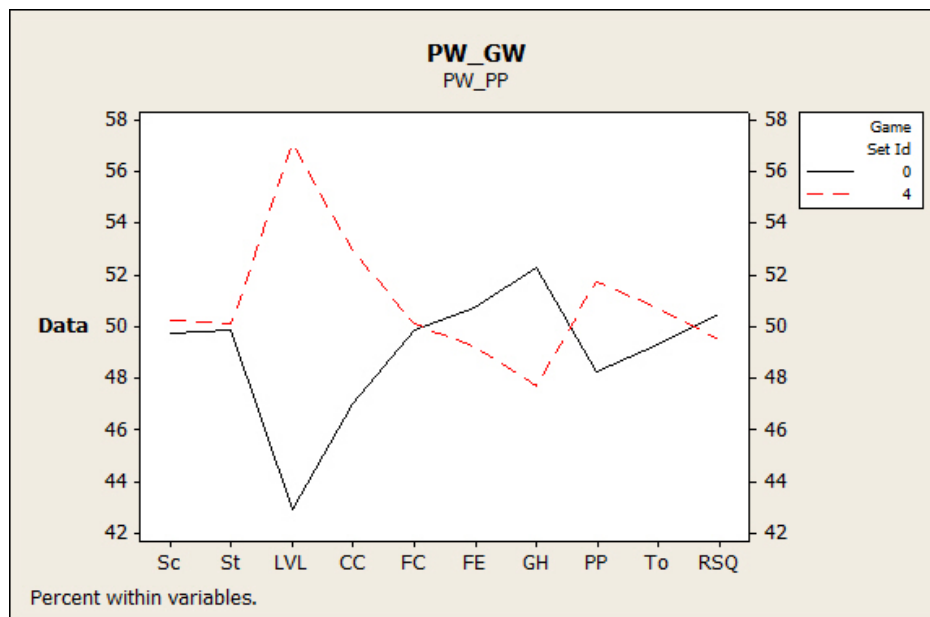 PW_GW
PW_PP
58 58
56 56
54 54
52 52
Data 50 50
48 48
46 46
44 44
42 42
Sc St LVL CC FC FE GH PP To RSQ
Percent within variables.
Game
Set Id
0
4